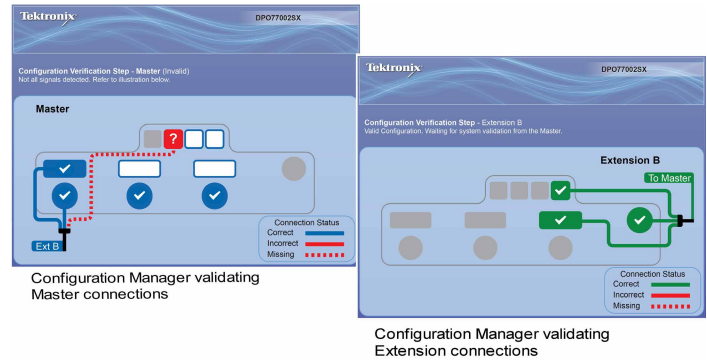 Tektronix
DPO77002SX
Configuration Verification Step - Master (Invalid)
Not all signals detected. Refer to illustration below.
Master
?
Ext B
Connection Status
Correct
Incorrect
Missing
Configuration Manager validating
Master connections
Tektronix
DPO77002SX
Configuration Verification Step - Extension B
Valid Configuration. Waiting for system validation from the Master.
Extension B
To Master
Connection Status
Correct
Incorrect
Missing
Configuration Manager validating
Extension connections